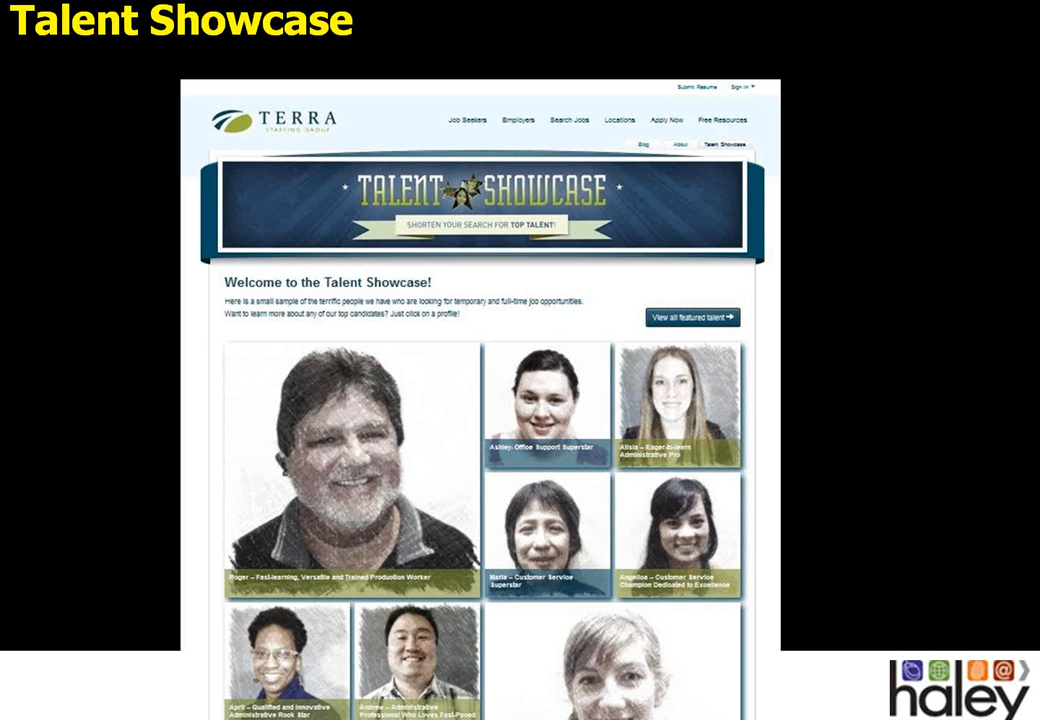 Talent Showcase
Submit Resume Sign In
TERRA
STAFFING GROUP
Job Seekers Employers Search Jobs Locations Apply Now Free Resources
Blog About Talent Showcase
TALENT SHOWCASE
SHORTEN YOUR SEARCH FOR TOP TALENT!
Welcome to the Talent Showcase!
Here is a small sample of the terrific people we have who are looking for temporary and full-time job opportunities.
Want to learn more about any of our top candidates? Just click on a profile!
View all featured talent
Ashley- Office Support Superstar
Alisia – Eager-to-learn
Administrative Pro
Roger – Fast-learning, Versatile and Trained Production Worker
Maria – Customer Service
Superstar
Angelica – Customer Service
Champion Dedicated to Excellence
April – Qualified and Innovative
Administrative Rock Star
Andrew – Administrative
Professional Who Loves Fast-Paced
haley